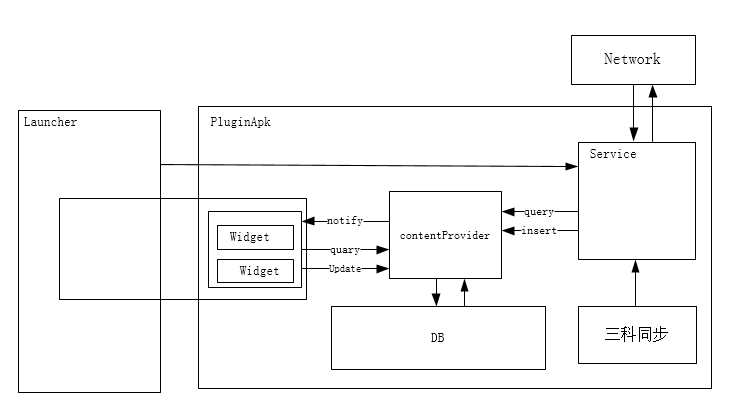 Network
Launcher
PluginApk
Service
notify
query
Widget
contentProvider
insert
quary
Widget
Update
DB
三科同步